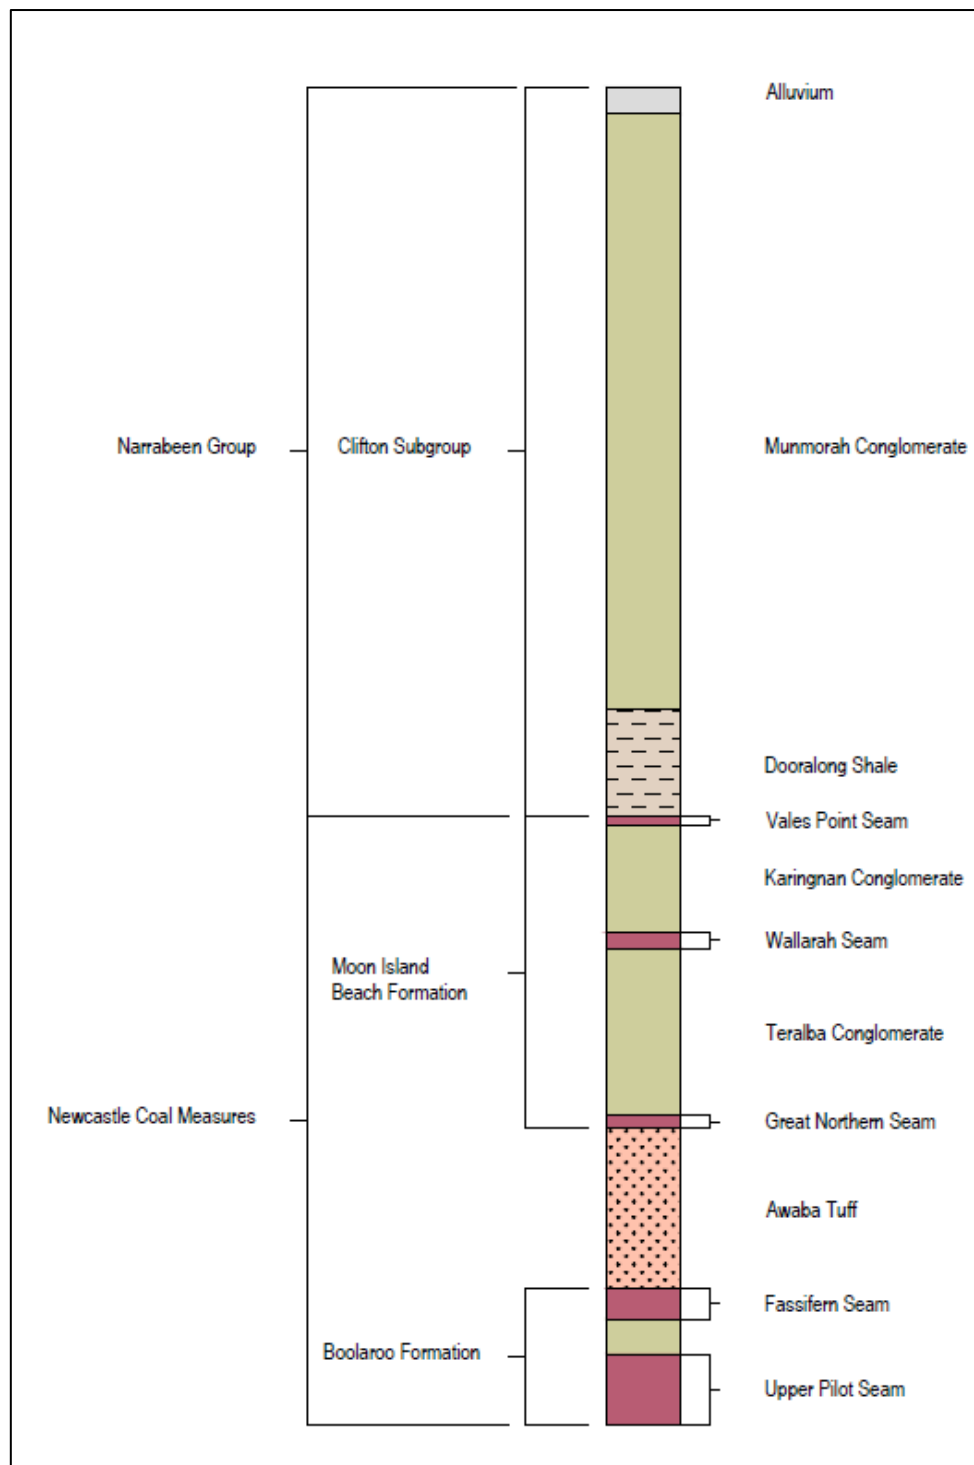 Alluvium
Narrabeen Group
Clifton Subgroup
Munmorah Conglomerate
Dooralong Shale
Vales Point Seam
Karingnan Conglomerate
Wallarah Seam
Moon Island
Beach Formation
Teralba Conglomerate
Newcastle Coal Measures
Great Northern Seam
Awaba Tuff
Fassifern Seam
Boolaroo Formation
Upper Pilot Seam